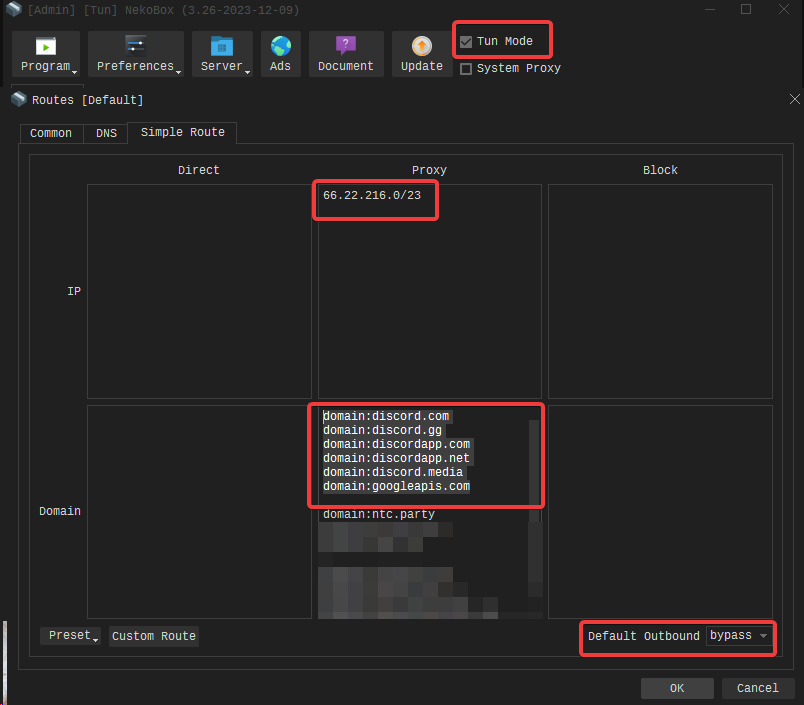 [Admin] [Tun] NekoBox (3.26-2023-12-09)
Program Preferences Server Ads Document Update
Tun Mode
System Proxy
Routes [Default]
Common DNS Simple Route
Direct Proxy Block
66.22.216.0/23
IP
domain:discord.com
domain:discord.gg
domain:discordapp.com
domain:discordapp.net
domain:discord.media
domain:googleapis.com
Domain
domain:ntc.party
Preset Custom Route
Default Outbound bypass
OK Cancel